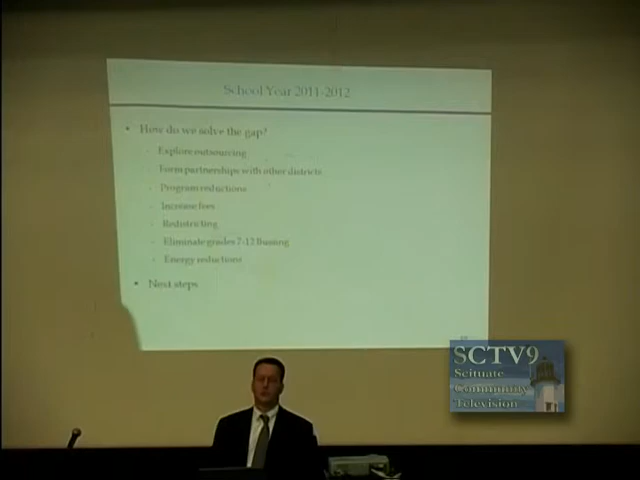 School Year 2011-2012
• How do we solve the gap?
- Explore outsourcing
- Form partnerships with other districts
- Program reductions
- Increase fees
- Redistricting
- Eliminate grades 7-12 Bussing
- Energy reductions
• Next steps
SCTV9
Scituate
Community
Television